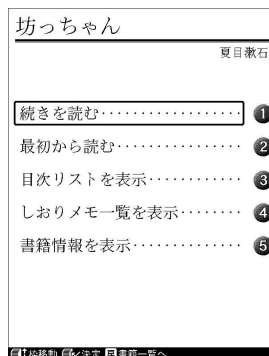 坊っちゃん
夏目漱石
続きを読む・・・・・・・・・・・・・・・・・・ 1
最初から読む・・・・・・・・・・・・・・・・ 2
目次リストを表示・・・・・・・・・・・・ 3
しおりメモ一覧を表示・・・・・・・・ 4
書籍情報を表示・・・・・・・・・・・・・・ 5
枠移動 決定 書籍一覧へ